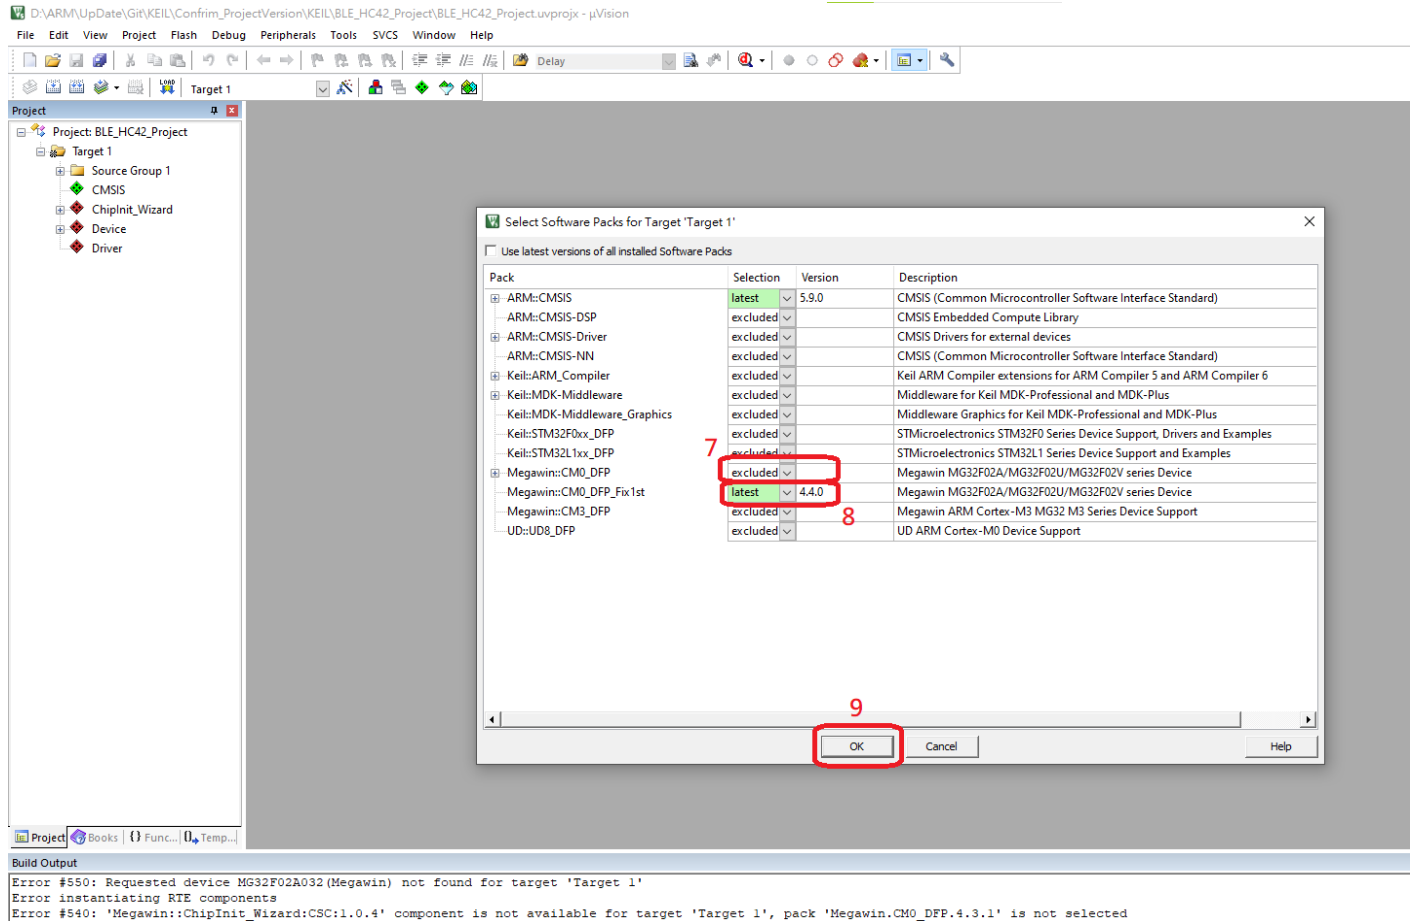 D:\ARM\UpDate\Git\KEIL\Confrim_ProjectVersion\KEIL\BLE_HC42_Project\BLE_HC42_Project.uvprojx - µVision
File Edit View Project Flash Debug Peripherals Tools SVCS Window Help
Delay
LOAD Target 1
Project
Project: BLE_HC42_Project
Target 1
Source Group 1
CMSIS
ChipInit_Wizard
Device
Driver
Select Software Packs for Target 'Target 1'
Use latest versions of all installed Software Packs
Pack Selection Version Description
ARM::CMSIS latest 5.9.0 CMSIS (Common Microcontroller Software Interface Standard)
ARM::CMSIS-DSP excluded CMSIS Embedded Compute Library
ARM::CMSIS-Driver excluded CMSIS Drivers for external devices
ARM::CMSIS-NN excluded CMSIS (Common Microcontroller Software Interface Standard)
Keil::ARM_Compiler excluded Keil ARM Compiler extensions for ARM Compiler 5 and ARM Compiler 6
Keil::MDK-Middleware excluded Middleware for Keil MDK-Professional and MDK-Plus
Keil::MDK-Middleware_Graphics excluded Middleware Graphics for Keil MDK-Professional and MDK-Plus
Keil::STM32F0xx_DFP excluded STMicroelectronics STM32F0 Series Device Support, Drivers and Examples
7
Keil::STM32L1xx_DFP excluded STMicroelectronics STM32L1 Series Device Support and Examples
Megawin::CM0_DFP excluded Megawin MG32F02A/MG32F02U/MG32F02V series Device
Megawin::CM0_DFP_Fix1st latest 4.4.0 Megawin MG32F02A/MG32F02U/MG32F02V series Device
Megawin::CM3_DFP excluded Megawin ARM Cortex-M3 MG32 M3 Series Device Support
8
UD::UD8_DFP excluded UD ARM Cortex-M0 Device Support
9
OK Cancel Help
Project Books {} Func... Temp...
Build Output
Error #550: Requested device MG32F02A032(Megawin) not found for target 'Target 1'
Error instantiating RTE components
Error #540: 'Megawin::ChipInit_Wizard:CSC:1.0.4' component is not available for target 'Target 1', pack 'Megawin.CM0_DFP.4.3.1' is not selected